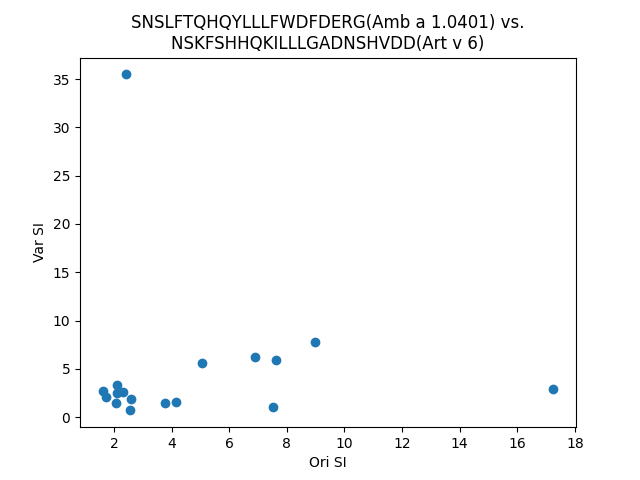 SNSLFTQHQYLLLFWDFDERG(Amb a 1.0401) vs.
NSKFSHHQKILLLGADNSHVDD(Art v 6)
35
30
25
20
15
10
5
0
Var SI
2 4 6 8 10 12 14 16 18
Ori SI